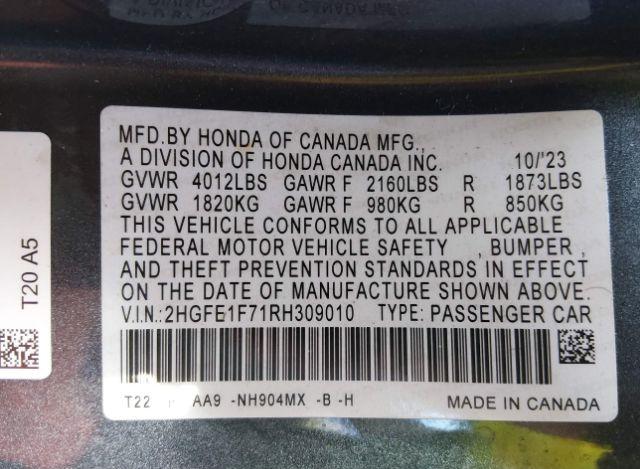 MFD.BY HONDA OF CANADA MFG.,
A DIVISION OF HONDA CANADA INC. 10/'23
GVWR 4012LBS GAWR F 2160LBS R 1873LBS
GVWR 1820KG GAWR F 980KG R 850KG
THIS VEHICLE CONFORMS TO ALL APPLICABLE
FEDERAL MOTOR VEHICLE SAFETY , BUMPER ,
AND THEFT PREVENTION STANDARDS IN EFFECT
ON THE DATE OF MANUFACTURE SHOWN ABOVE.
V.I.N.:2HGFE1F71RH309010 TYPE: PASSENGER CAR
T22 AA9 -NH904MX -B -H MADE IN CANADA
T20 A5